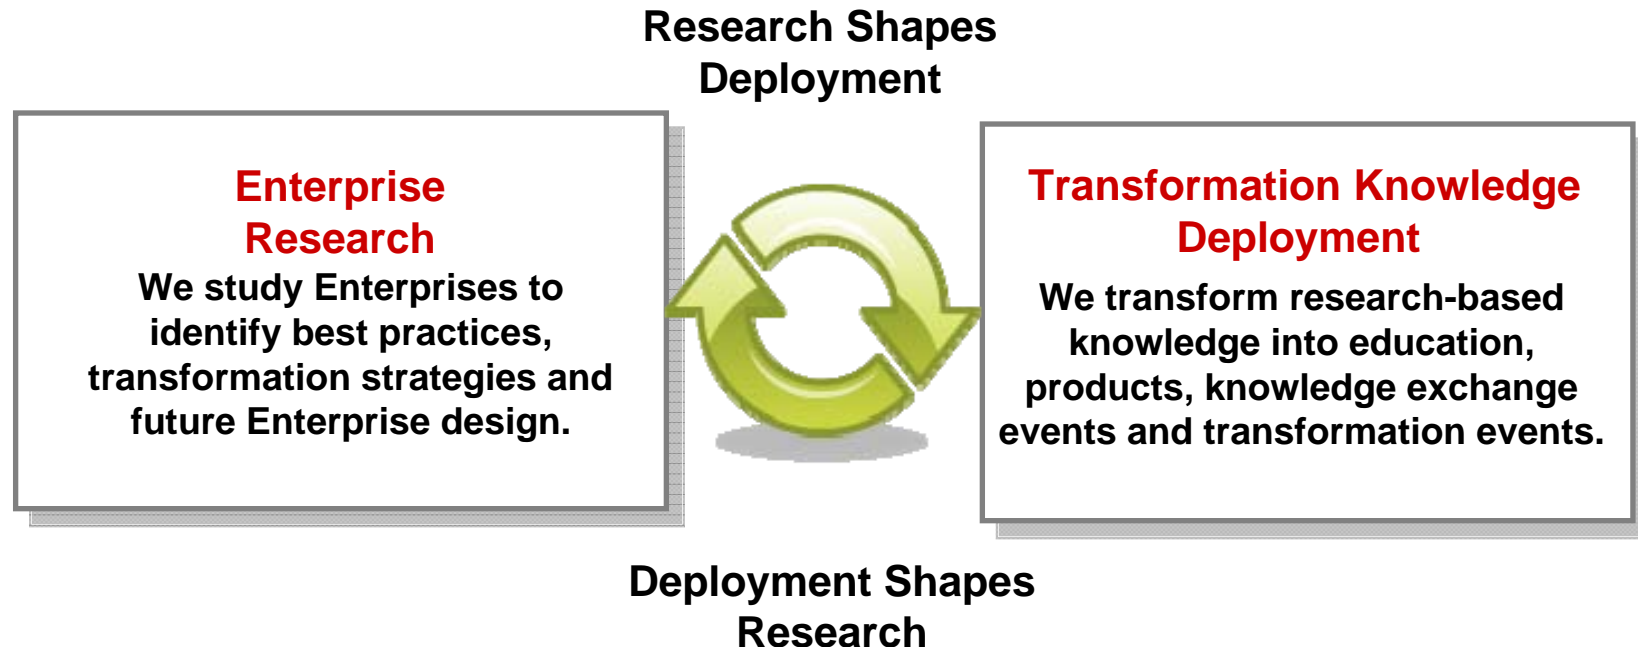 Research Shapes
Deployment
Enterprise
Research
We study Enterprises to
identify best practices,
transformation strategies and
future Enterprise design.
Transformation Knowledge
Deployment
We transform research-based
knowledge into education,
products, knowledge exchange
events and transformation events.
Deployment Shapes
Research